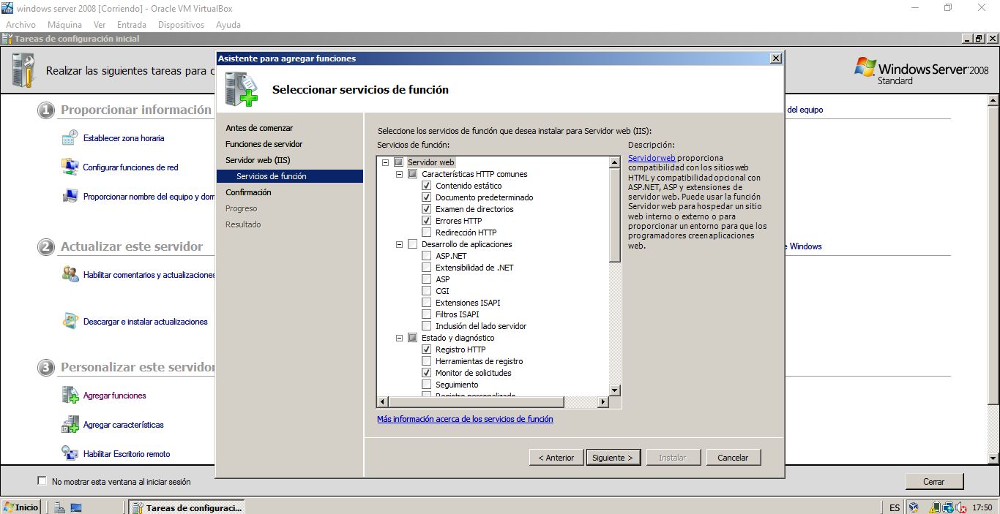 windows server 2008 [Corriendo] - Oracle VM VirtualBox
Archivo Máquina Ver Entrada Dispositivos Ayuda
Tareas de configuración inicial
Realizar las siguientes tareas para c
Windows Server 2008
Standard
Asistente para agregar funciones
Seleccionar servicios de función
Antes de comenzar
Funciones de servidor
Servidor web (IIS)
Servicios de función
Confirmación
Progreso
Resultado
Seleccione los servicios de función que desea instalar para Servidor web (IIS):
Servicios de función:
Servidor web
Características HTTP comunes
Contenido estático
Documento predeterminado
Examen de directorios
Errores HTTP
Redirección HTTP
Desarrollo de aplicaciones
ASP.NET
Extensibilidad de .NET
ASP
CGI
Extensiones ISAPI
Filtros ISAPI
Inclusión del lado servidor
Estado y diagnóstico
Registro HTTP
Herramientas de registro
Monitor de solicitudes
Seguimiento
Registro personalizado
Más información acerca de los servicios de función
Descripción:
Servidor web proporciona
compatibilidad con los sitios web
HTML y compatibilidad opcional con
ASP.NET, ASP y extensiones de
servidor web. Puede usar la función
Servidor web para hospedar un sitio
web interno o externo o para
proporcionar un entorno para que los
programadores creen aplicaciones
web.
< Anterior
Siguiente >
Instalar
Cancelar
1 Proporcionar información
del equipo
Establecer zona horaria
Configurar funciones de red
Proporcionar nombre del equipo y dom
2 Actualizar este servidor
e Windows
Habilitar comentarios y actualizaciones
Descargar e instalar actualizaciones
3 Personalizar este servidor
Agregar funciones
Agregar características
Habilitar Escritorio remoto
No mostrar esta ventana al iniciar sesión
Cerrar
Inicio
Tareas de configuraci...
ES
17:50